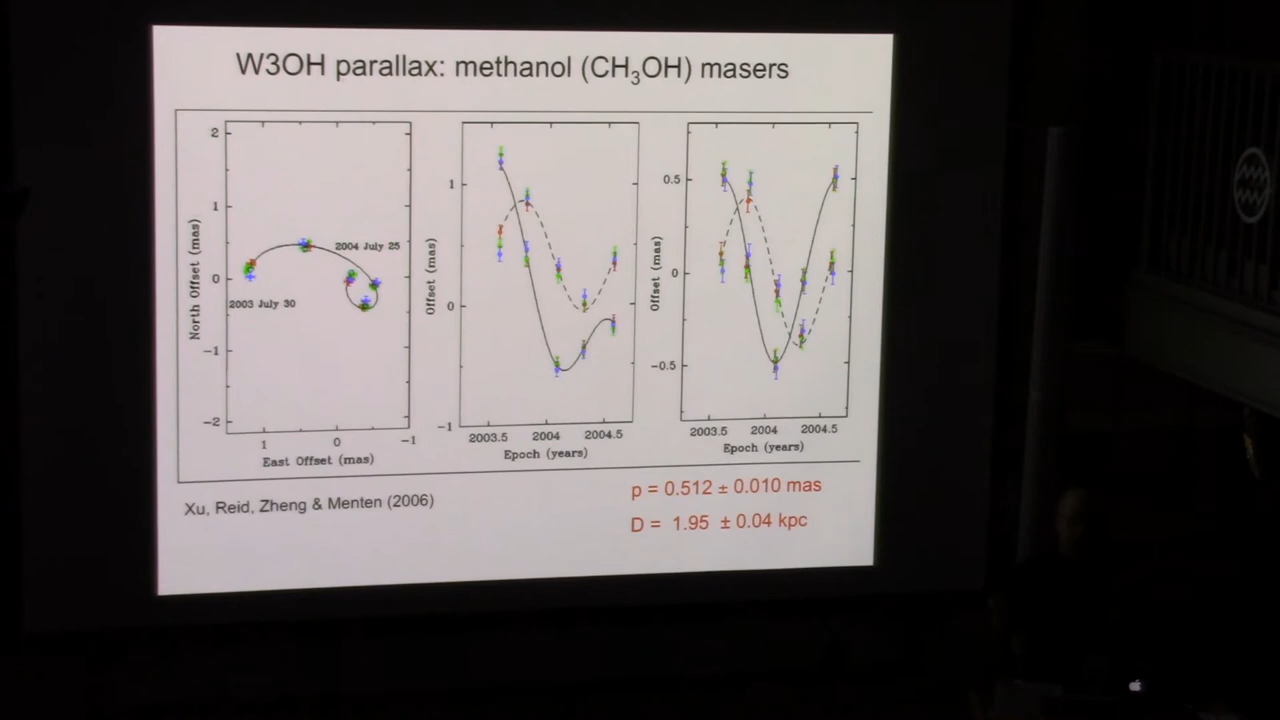 W3OH parallax: methanol (CH₃OH) masers
2
1
0
−1
−2
North Offset (mas)
2004 July 25
2003 July 30
1 0 −1
East Offset (mas)
1
0
−1
Offset (mas)
2003.5 2004 2004.5
Epoch (years)
0.5
0
−0.5
Offset (mas)
2003.5 2004 2004.5
Epoch (years)
Xu, Reid, Zheng & Menten (2006)
p = 0.512 ± 0.010 mas
D = 1.95 ± 0.04 kpc